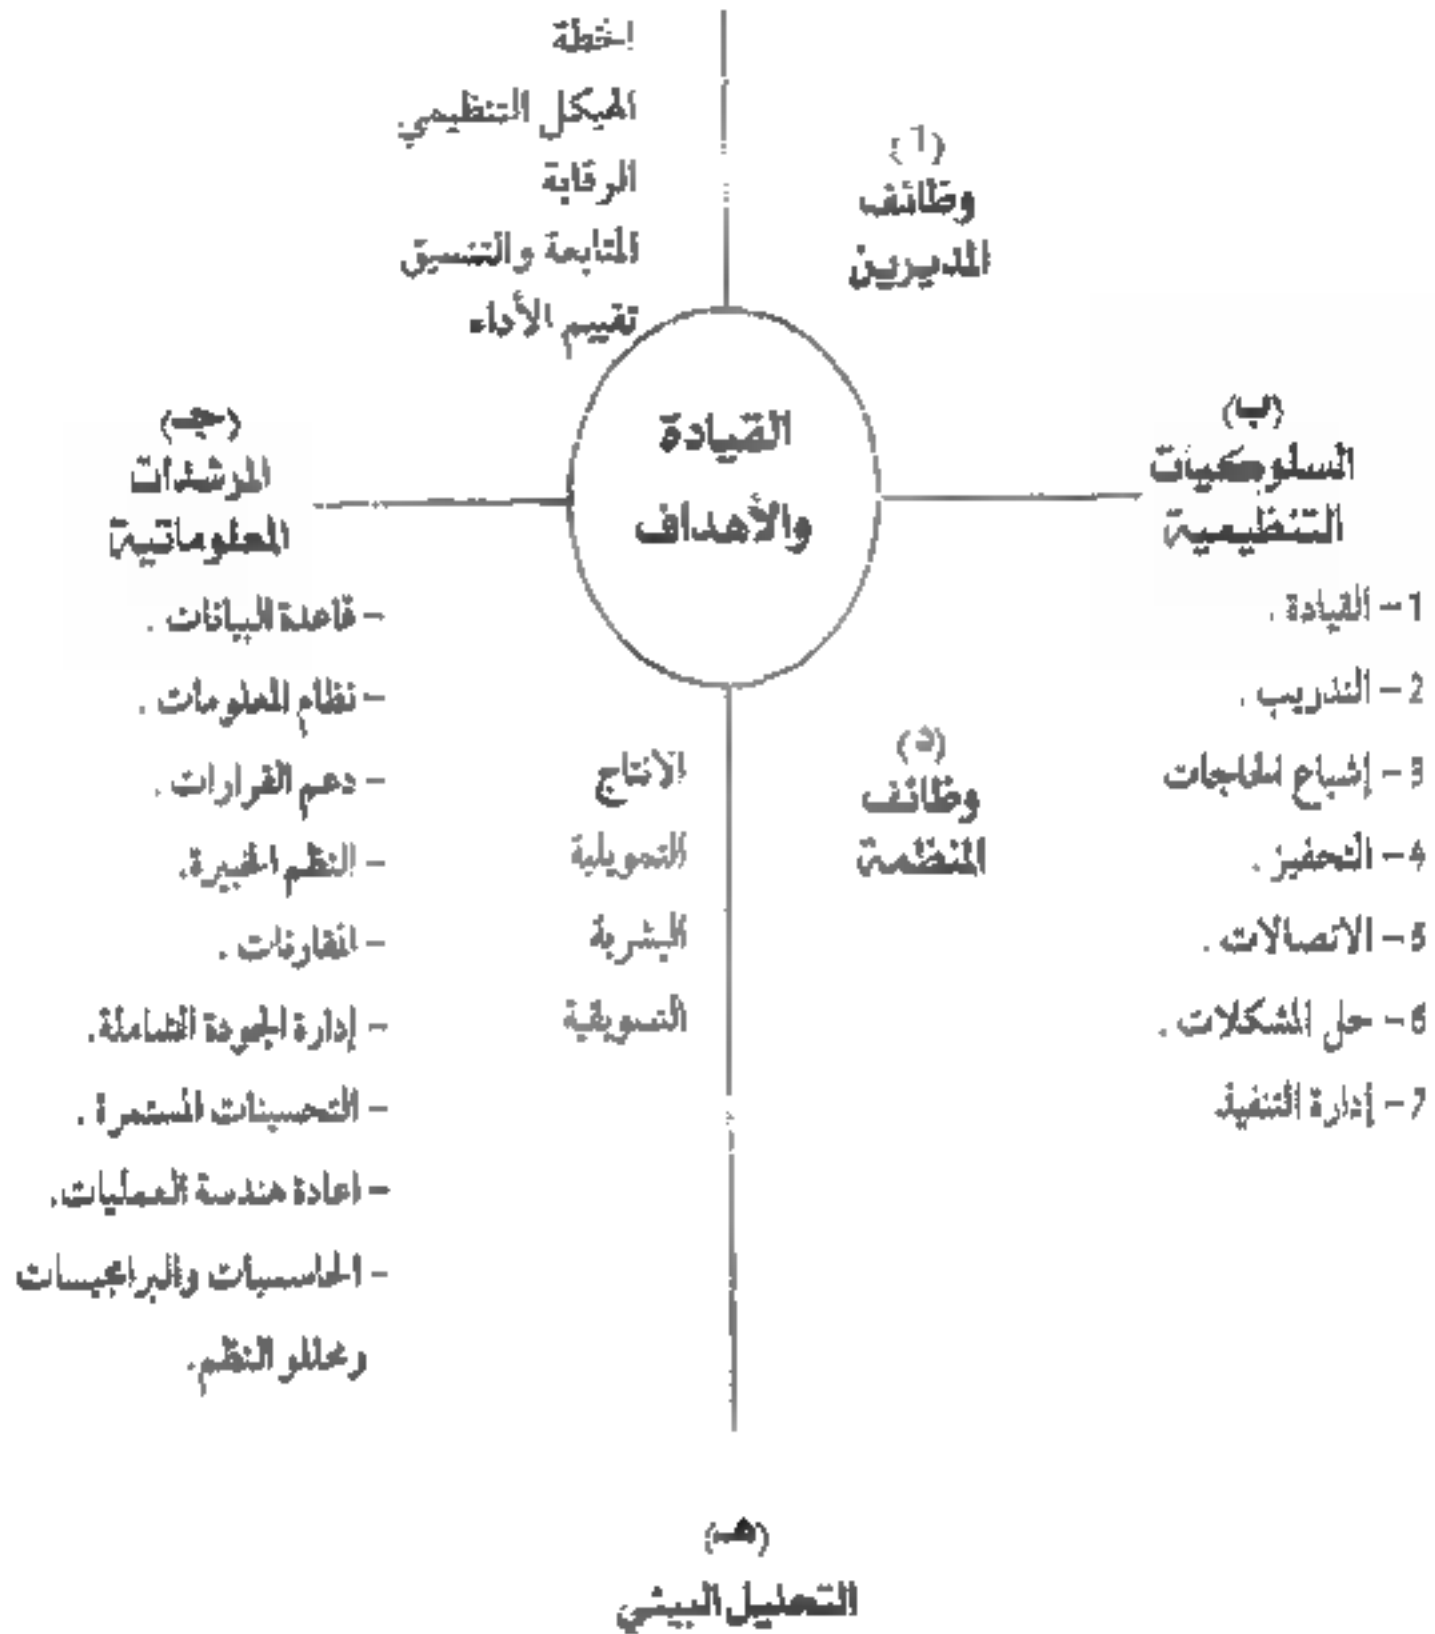 الخطة
الهيكل التنظيمي
الرقابة
المتابعة والتنسيق
تقييم الأداء
(أ)
وظائف
المديرين
القيادة
والأهداف
(ب)
السلوكيات
التنظيمية
1- القيادة .
2- التدريب .
3- إشباع الحاجات
4- التحفيز .
5- الاتصالات .
6- حل المشكلات .
7- إدارة التنفيذ
(جـ)
المرشدات
المعلوماتية
- قاعدة البيانات .
- نظام المعلومات .
- دعم القرارات .
- النظم الخبيرة.
- المقارنات .
- إدارة الجودة الشاملة.
- التحسينات المستمرة .
- اعادة هندسة العمليات.
- الحاسبات والبرامجيات
ومحللو النظم.
(د)
وظائف
المنظمة
الانتاج
التمويلية
البشرية
التسويقية
(هـ)
التحليل البيئي